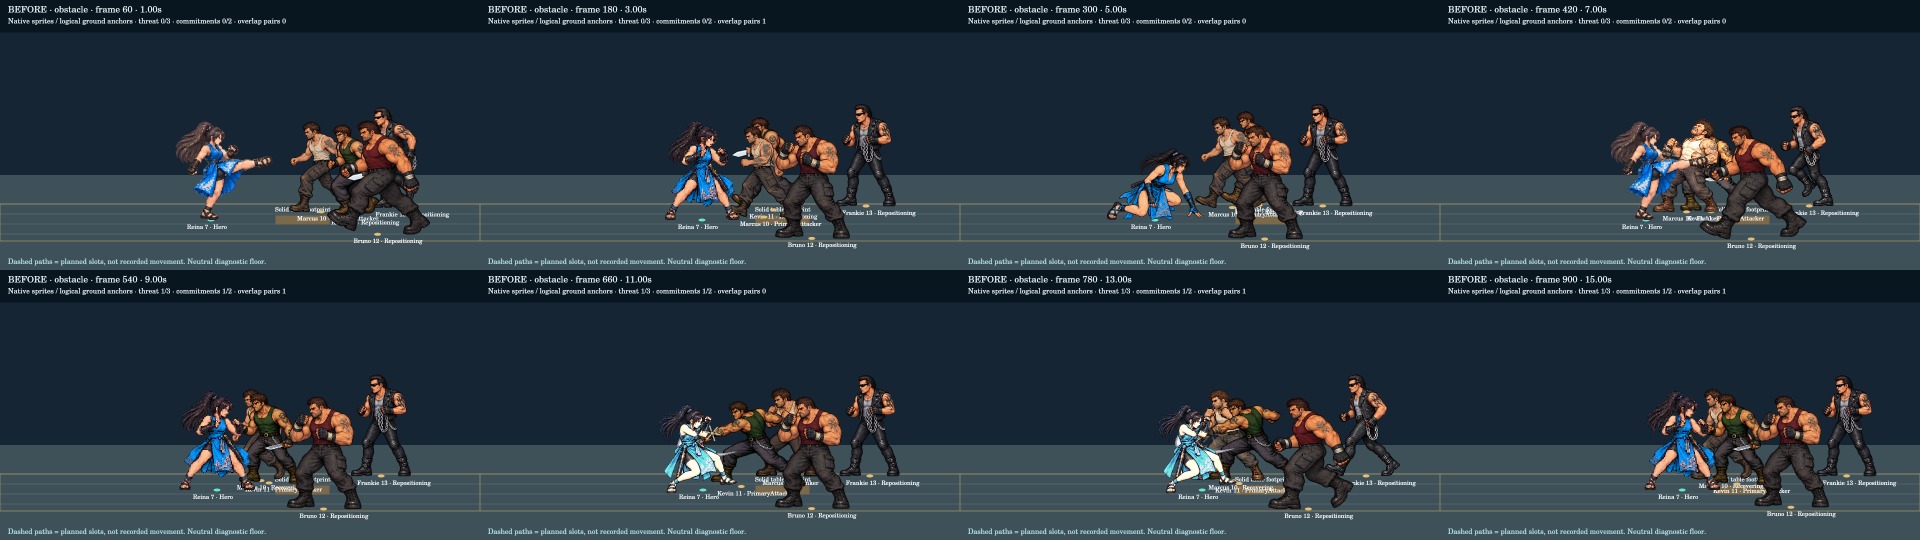 BEFORE · obstacle · frame 60 · 1.00s
Native sprites / logical ground anchors · threat 0/3 · commitments 0/2 · overlap pairs 0
Reina 7 · Hero
Marcus 10
Bruno 12 · Repositioning
Dashed paths = planned slots, not recorded movement. Neutral diagnostic floor.
BEFORE · obstacle · frame 180 · 3.00s
Native sprites / logical ground anchors · threat 0/3 · commitments 0/2 · overlap pairs 1
Frankie 13 · Repositioning
Reina 7 · Hero
Bruno 12 · Repositioning
Dashed paths = planned slots, not recorded movement. Neutral diagnostic floor.
BEFORE · obstacle · frame 300 · 5.00s
Native sprites / logical ground anchors · threat 0/3 · commitments 0/2 · overlap pairs 0
Frankie 13 · Repositioning
Reina 7 · Hero
Bruno 12 · Repositioning
Dashed paths = planned slots, not recorded movement. Neutral diagnostic floor.
BEFORE · obstacle · frame 420 · 7.00s
Native sprites / logical ground anchors · threat 0/3 · commitments 0/2 · overlap pairs 0
13 · Repositioning
Reina 7 · Hero
Bruno 12 · Repositioning
Dashed paths = planned slots, not recorded movement. Neutral diagnostic floor.
BEFORE · obstacle · frame 540 · 9.00s
Native sprites / logical ground anchors · threat 1/3 · commitments 1/2 · overlap pairs 1
Frankie 13 · Repositioning
Reina 7 · Hero
Bruno 12 · Repositioning
Dashed paths = planned slots, not recorded movement. Neutral diagnostic floor.
BEFORE · obstacle · frame 660 · 11.00s
Native sprites / logical ground anchors · threat 1/3 · commitments 1/2 · overlap pairs 0
Frankie 13 · Repositioning
Reina 7 · Hero
Bruno 12 · Repositioning
Dashed paths = planned slots, not recorded movement. Neutral diagnostic floor.
BEFORE · obstacle · frame 780 · 13.00s
Native sprites / logical ground anchors · threat 1/3 · commitments 1/2 · overlap pairs 1
13 · Repositioning
Reina 7 · Hero
Bruno 12 · Repositioning
Dashed paths = planned slots, not recorded movement. Neutral diagnostic floor.
BEFORE · obstacle · frame 900 · 15.00s
Native sprites / logical ground anchors · threat 1/3 · commitments 1/2 · overlap pairs 1
13 · Repositioning
Reina 7 · Hero
Bruno 12 · Repositioning
Dashed paths = planned slots, not recorded movement. Neutral diagnostic floor.